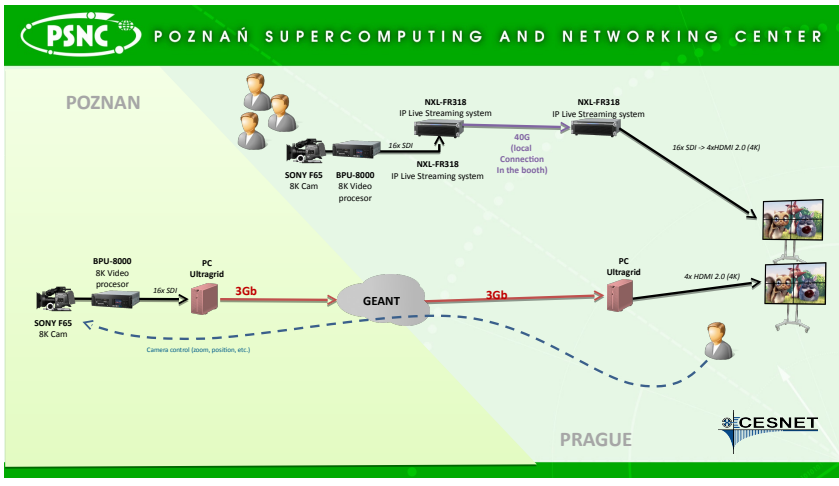 PSNC
POZNAŃ SUPERCOMPUTING AND NETWORKING CENTER
POZNAN
NXL-FR318
IP Live Streaming system
NXL-FR318
IP Live Streaming system
16x SDI
40G
(local
Connection
In the booth)
16x SDI -> 4xHDMI 2.0 (4K)
SONY F65
8K Cam
BPU-8000
8K Video
procesor
NXL-FR318
IP Live Streaming system
BPU-8000
8K Video
procesor
PC
Ultragrid
16x SDI
3Gb
GEANT
3Gb
PC
Ultragrid
4x HDMI 2.0 (4K)
SONY F65
8K Cam
Camera control (zoom, position, etc.)
PRAGUE
CESNET